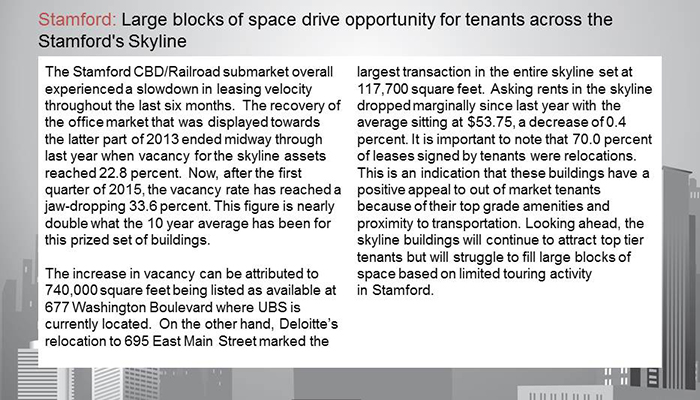 Stamford: Large blocks of space drive opportunity for tenants across the
Stamford's Skyline
The Stamford CBD/Railroad submarket overall
experienced a slowdown in leasing velocity
throughout the last six months. The recovery of
the office market that was displayed towards
the latter part of 2013 ended midway through
last year when vacancy for the skyline assets
reached 22.8 percent. Now, after the first
quarter of 2015, the vacancy rate has reached a
jaw-dropping 33.6 percent. This figure is nearly
double what the 10 year average has been for
this prized set of buildings.
The increase in vacancy can be attributed to
740,000 square feet being listed as available at
677 Washington Boulevard where UBS is
currently located. On the other hand, Deloitte's
relocation to 695 East Main Street marked the
largest transaction in the entire skyline set at
117,700 square feet. Asking rents in the skyline
dropped marginally since last year with the
average sitting at $53.75, a decrease of 0.4
percent. It is important to note that 70.0 percent
of leases signed by tenants were relocations.
This is an indication that these buildings have a
positive appeal to out of market tenants
because of their top grade amenities and
proximity to transportation. Looking ahead, the
skyline buildings will continue to attract top tier
tenants but will struggle to fill large blocks of
space based on limited touring activity
in Stamford.